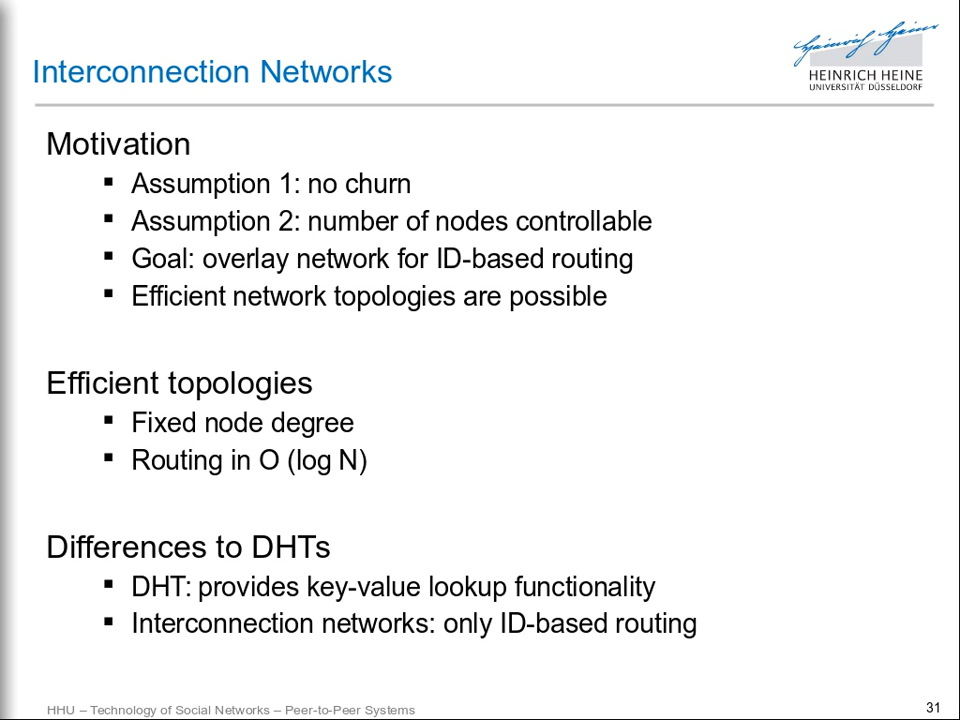 Interconnection Networks
Heinrich Heine
HEINRICH HEINE
UNIVERSITÄT DÜSSELDORF
Motivation
▪ Assumption 1: no churn
▪ Assumption 2: number of nodes controllable
▪ Goal: overlay network for ID-based routing
▪ Efficient network topologies are possible
Efficient topologies
▪ Fixed node degree
▪ Routing in O (log N)
Differences to DHTs
▪ DHT: provides key-value lookup functionality
▪ Interconnection networks: only ID-based routing
HHU – Technology of Social Networks – Peer-to-Peer Systems
31